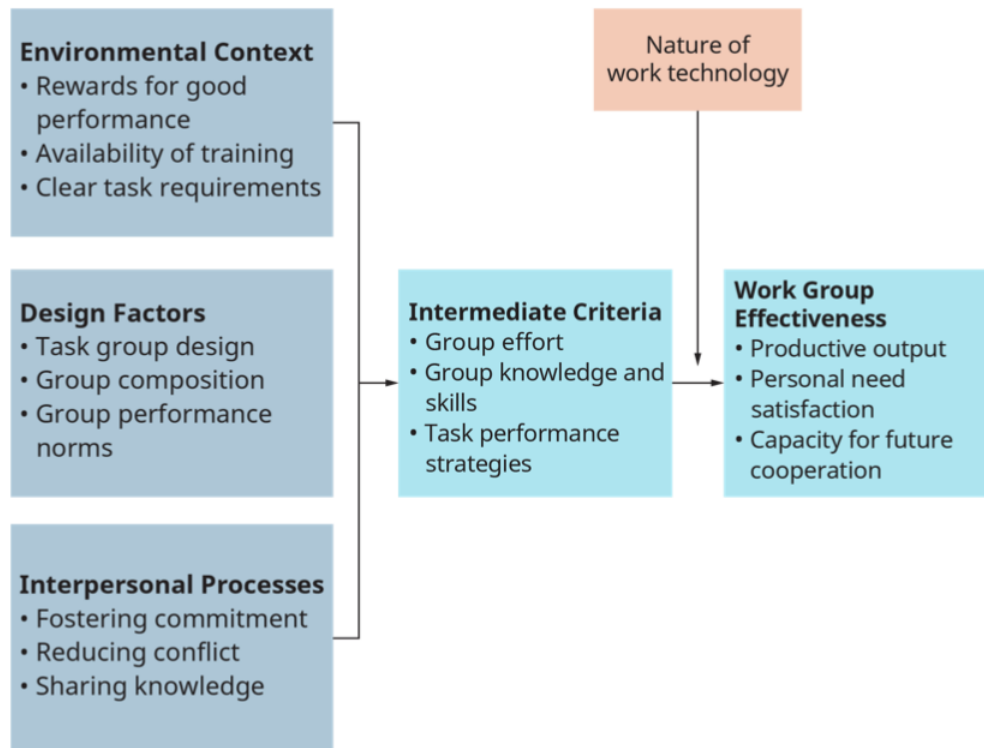 Environmental Context
• Rewards for good
performance
• Availability of training
• Clear task requirements
Nature of
work technology
Design Factors
• Task group design
• Group composition
• Group performance
norms
Intermediate Criteria
• Group effort
• Group knowledge and
skills
• Task performance
strategies
Work Group
Effectiveness
• Productive output
• Personal need
satisfaction
• Capacity for future
cooperation
Interpersonal Processes
• Fostering commitment
• Reducing conflict
• Sharing knowledge